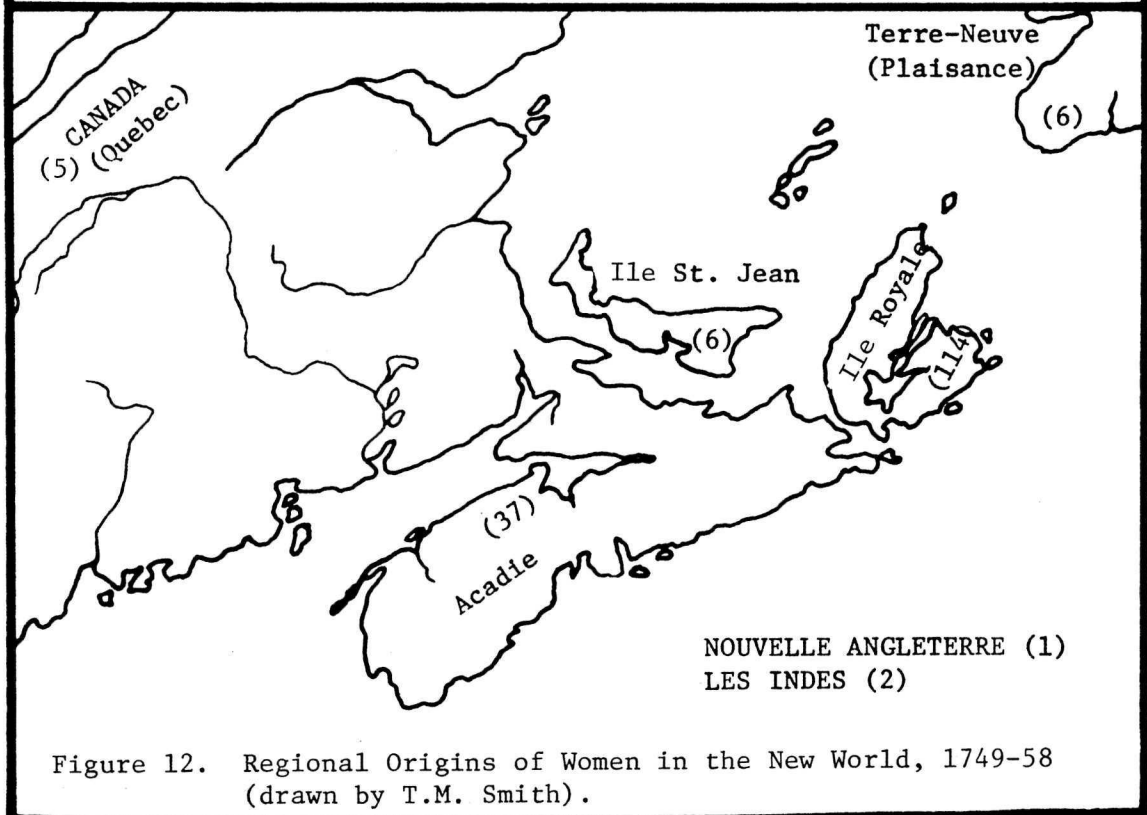 Terre-Neuve
(Plaisance)
(6)
CANADA
(5) (Quebec)
Ile St. Jean
(6)
Ile Royale
(114)
(37)
Acadie
NOUVELLE ANGLETERRE (1)
LES INDES (2)
Figure 12. Regional Origins of Women in the New World, 1749-58
(drawn by T.M. Smith).